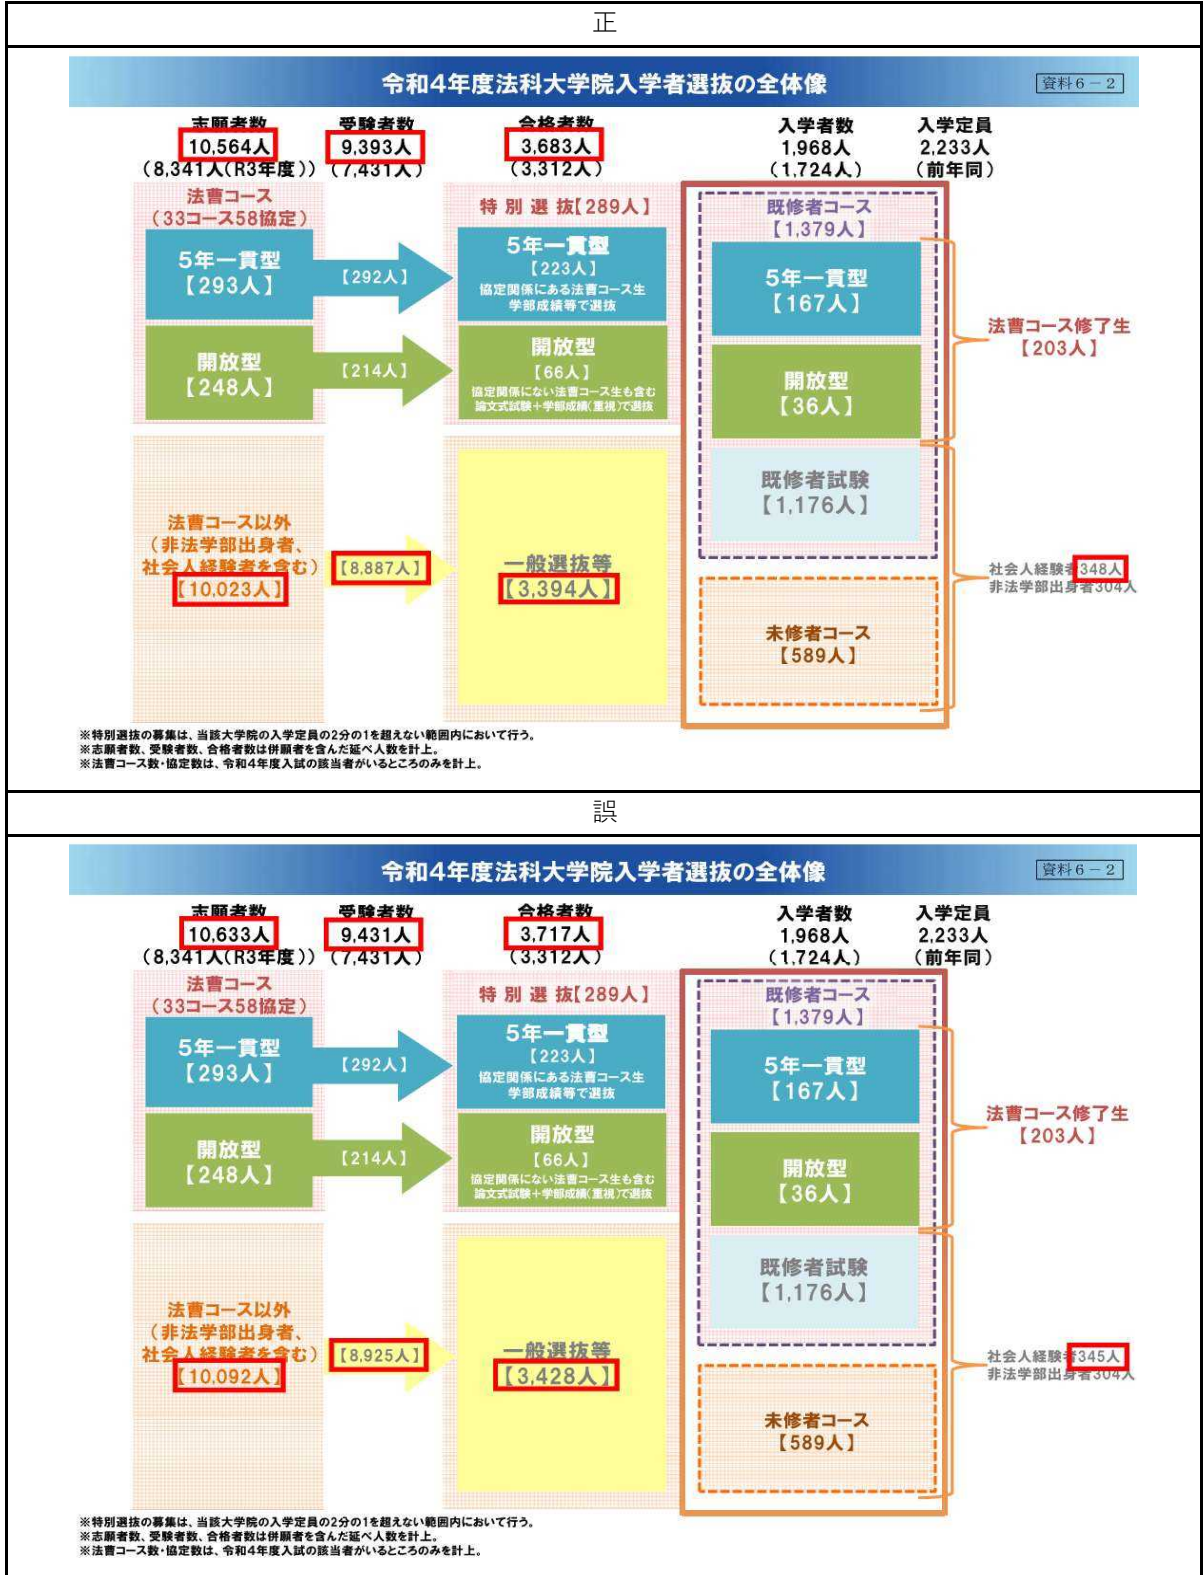 正
令和4年度法科大学院入学者選抜の全体像
資料6－2
志願者数
10,564人
(8,341人(R3年度))
受験者数
9,393人
(7,431人)
合格者数
3,683人
(3,312人)
入学者数
1,968人
(1,724人)
入学定員
2,233人
(前年同)
法曹コース
(33コース58協定)
5年一貫型
【293人】
【292人】
開放型
【248人】
【214人】
特別選抜【289人】
5年一貫型
【223人】
協定関係にある法曹コース生
学部成績等で選抜
開放型
【66人】
協定関係にない法曹コース生も含む
論文式試験＋学部成績(重視)で選抜
既修者コース
【1,379人】
5年一貫型
【167人】
開放型
【36人】
法曹コース修了生
【203人】
既修者試験
【1,176人】
法曹コース以外
(非法学部出身者、
社会人経験者を含む)
【10,023人】
【8,887人】
一般選抜等
【3,394人】
社会人経験者348人
非法学部出身者304人
未修者コース
【589人】
※特別選抜の募集は、当該大学院の入学定員の2分の1を超えない範囲内において行う。
※志願者数、受験者数、合格者数は併願者を含んだ延べ人数を計上。
※法曹コース数・協定数は、令和4年度入試の該当者がいるところのみを計上。
誤
令和4年度法科大学院入学者選抜の全体像
資料6－2
志願者数
10,633人
(8,341人(R3年度))
受験者数
9,431人
(7,431人)
合格者数
3,717人
(3,312人)
入学者数
1,968人
(1,724人)
入学定員
2,233人
(前年同)
法曹コース
(33コース58協定)
5年一貫型
【293人】
【292人】
開放型
【248人】
【214人】
特別選抜【289人】
5年一貫型
【223人】
協定関係にある法曹コース生
学部成績等で選抜
開放型
【66人】
協定関係にない法曹コース生も含む
論文式試験＋学部成績(重視)で選抜
既修者コース
【1,379人】
5年一貫型
【167人】
開放型
【36人】
法曹コース修了生
【203人】
既修者試験
【1,176人】
法曹コース以外
(非法学部出身者、
社会人経験者を含む)
【10,092人】
【8,925人】
一般選抜等
【3,428人】
社会人経験者345人
非法学部出身者304人
未修者コース
【589人】
※特別選抜の募集は、当該大学院の入学定員の2分の1を超えない範囲内において行う。
※志願者数、受験者数、合格者数は併願者を含んだ延べ人数を計上。
※法曹コース数・協定数は、令和4年度入試の該当者がいるところのみを計上。